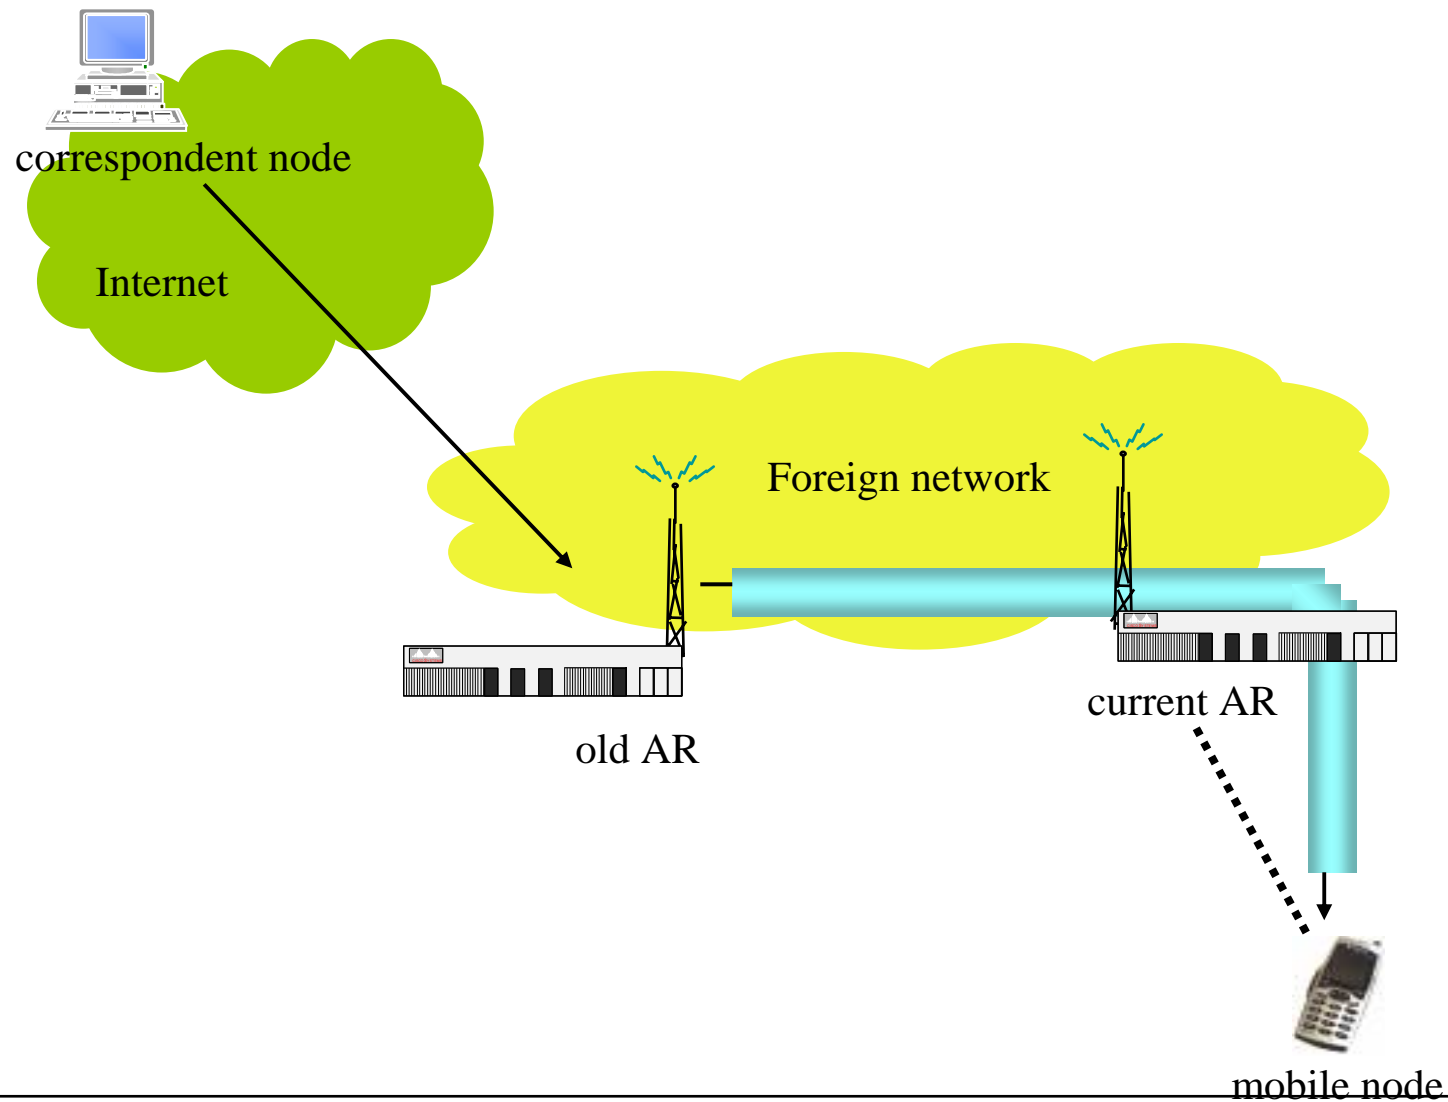 correspondent node
Internet
Foreign network
current AR
old AR
mobile node